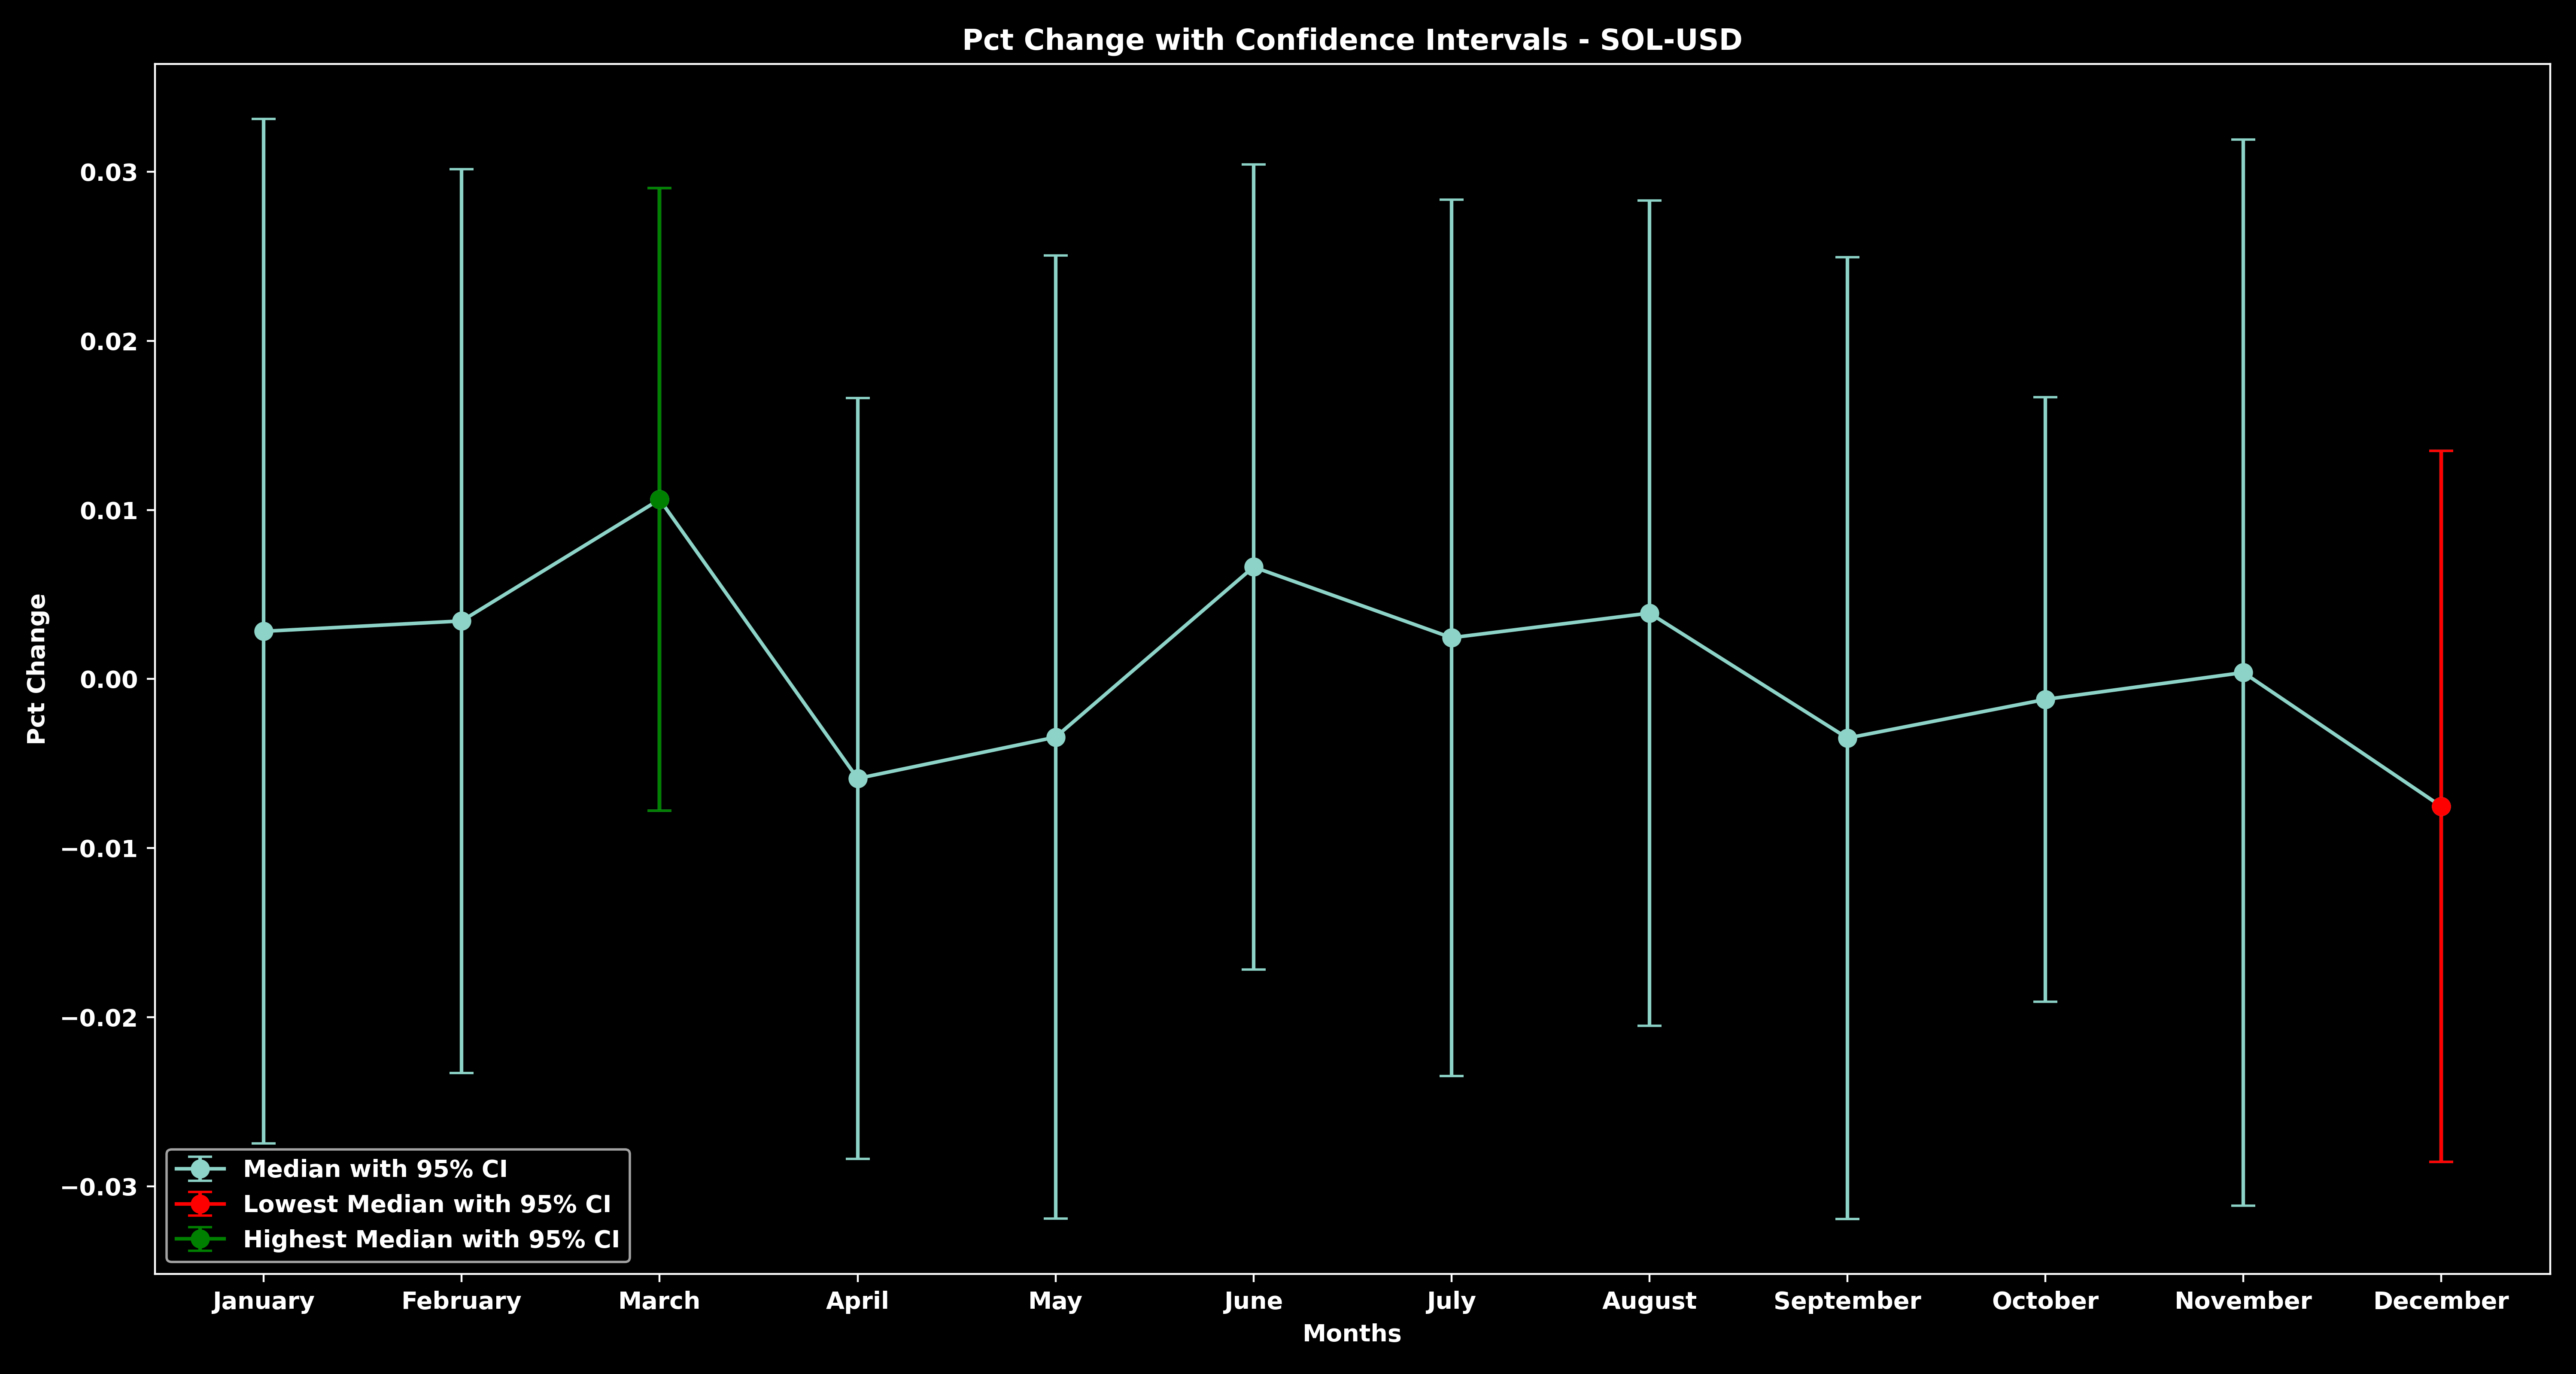 Pct Change with Confidence Intervals - SOL-USD
Pct Change
0.03
0.02
0.01
0.00
−0.01
−0.02
−0.03
Median with 95% CI
Lowest Median with 95% CI
Highest Median with 95% CI
January February March April May June July August September October November December
Months